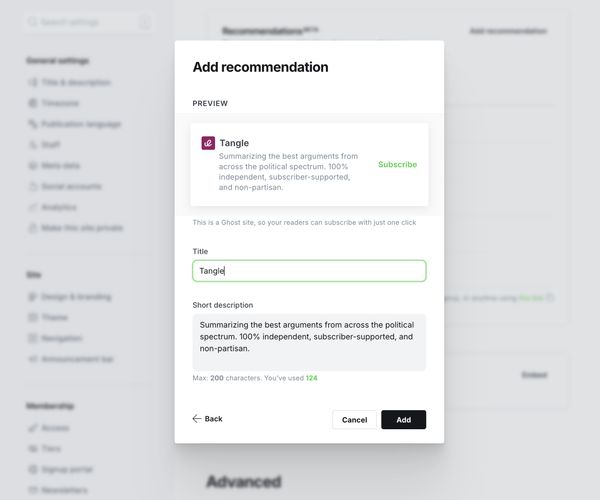 Search settings
Recommendations BETA
Add recommendation
General settings
Title & description
Timezone
Publication language
Staff
Meta data
Social accounts
Analytics
Make this site private
Site
Design & branding
Theme
Navigation
Announcement bar
Membership
Access
Tiers
Signup portal
Newsletters
Add recommendation
PREVIEW
Tangle
Summarizing the best arguments from
across the political spectrum. 100%
independent, subscriber-supported,
and non-partisan.
Subscribe
This is a Ghost site, so your readers can subscribe with just one click
Title
Tangle
Short description
Summarizing the best arguments from across the political
spectrum. 100% independent, subscriber-supported, and
non-partisan.
Max: 200 characters. You've used 124
Back
Cancel
Add
Embed
Advanced